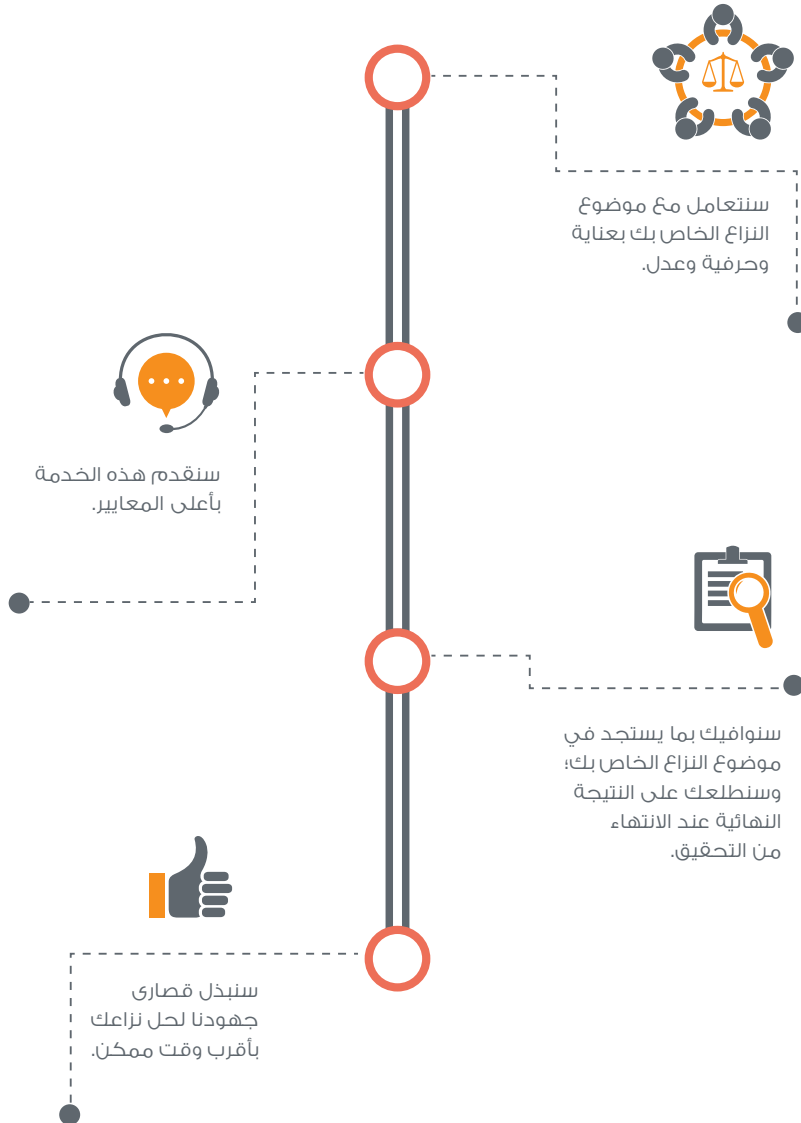 سنتعامل مع موضوع
النزاع الخاص بك بعناية
وحرفية وعدل.
سنقدم هذه الخدمة
بأعلى المعايير.
سنوافيك بما يستجد في
موضوع النزاع الخاص بك؛
وسنطلعك على النتيجة
النهائية عند الانتهاء
من التحقيق.
سنبذل قصارى
جهودنا لحل نزاعك
بأقرب وقت ممكن.